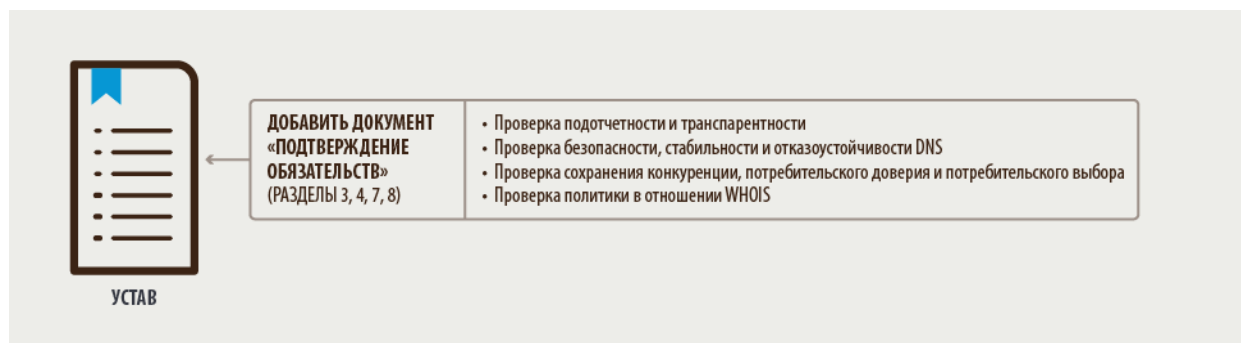 ДОБАВИТЬ ДОКУМЕНТ
«ПОДТВЕРЖДЕНИЕ
ОБЯЗАТЕЛЬСТВ»
(РАЗДЕЛЫ 3, 4, 7, 8)
• Проверка подотчетности и транспарентности
• Проверка безопасности, стабильности и отказоустойчивости DNS
• Проверка сохранения конкуренции, потребительского доверия и потребительского выбора
• Проверка политики в отношении WHOIS
УСТАВ